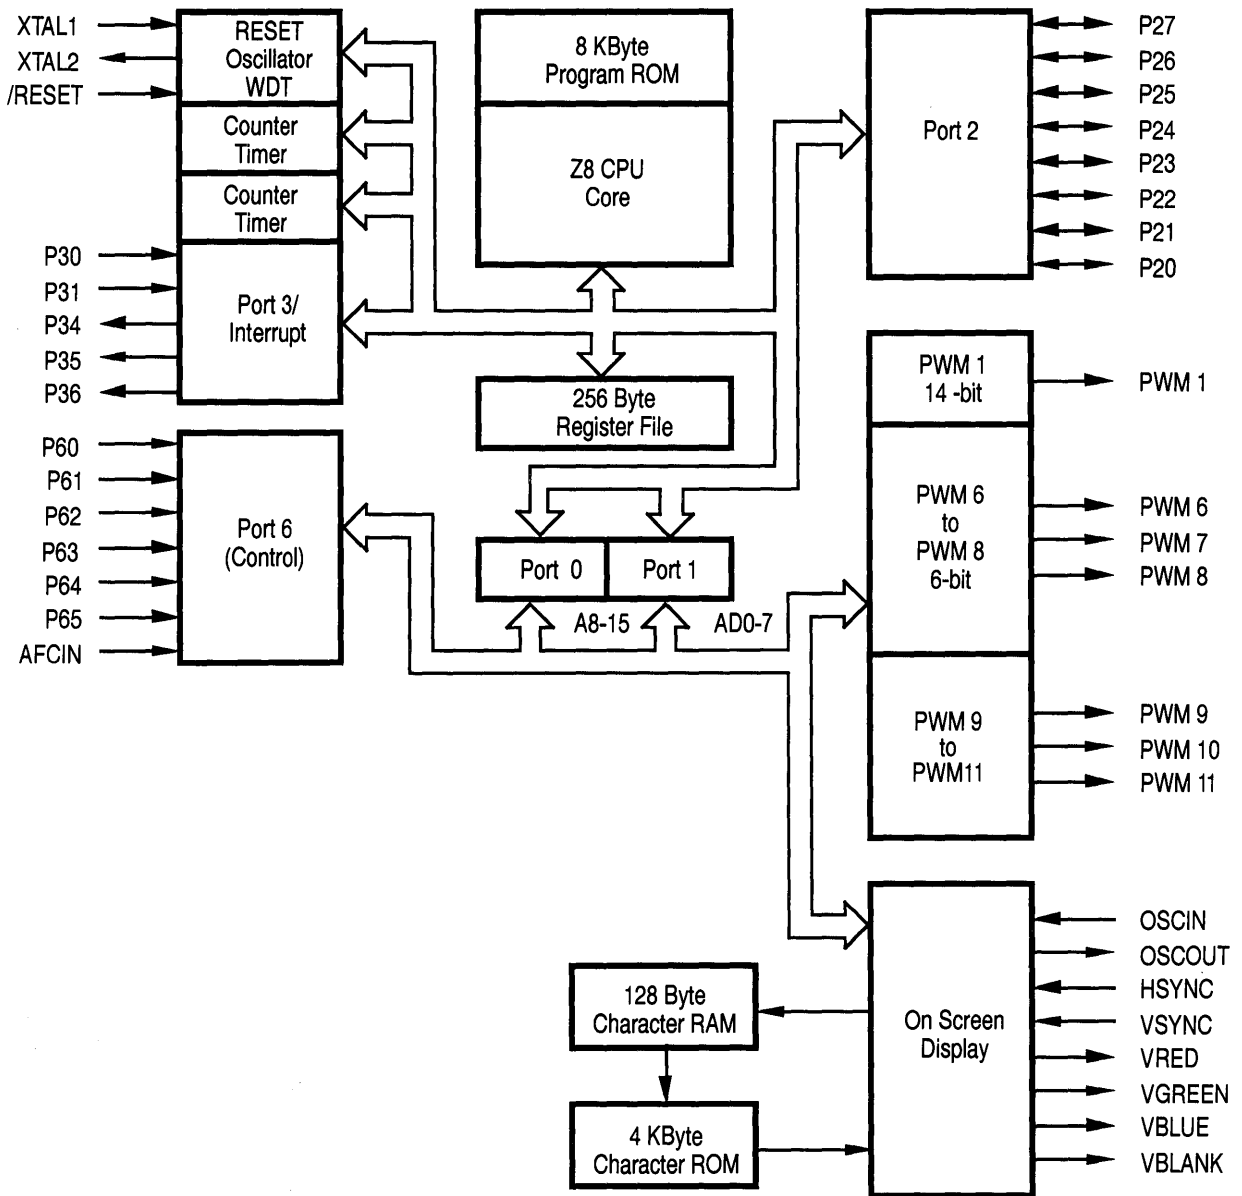 XTAL1
XTAL2
/RESET
RESET
Oscillator
WDT
Counter
Timer
Counter
Timer
P30
P31
P34
P35
P36
Port 3/
Interrupt
P60
P61
P62
P63
P64
P65
AFCIN
Port 6
(Control)
8 KByte
Program ROM
Z8 CPU
Core
256 Byte
Register File
Port 0
Port 1
A8-15
AD0-7
Port 2
P27
P26
P25
P24
P23
P22
P21
P20
PWM 1
14 -bit
PWM 1
PWM 6
to
PWM 8
6-bit
PWM 6
PWM 7
PWM 8
PWM 9
to
PWM11
PWM 9
PWM 10
PWM 11
128 Byte
Character RAM
4 KByte
Character ROM
On Screen
Display
OSCIN
OSCOUT
HSYNC
VSYNC
VRED
VGREEN
VBLUE
VBLANK